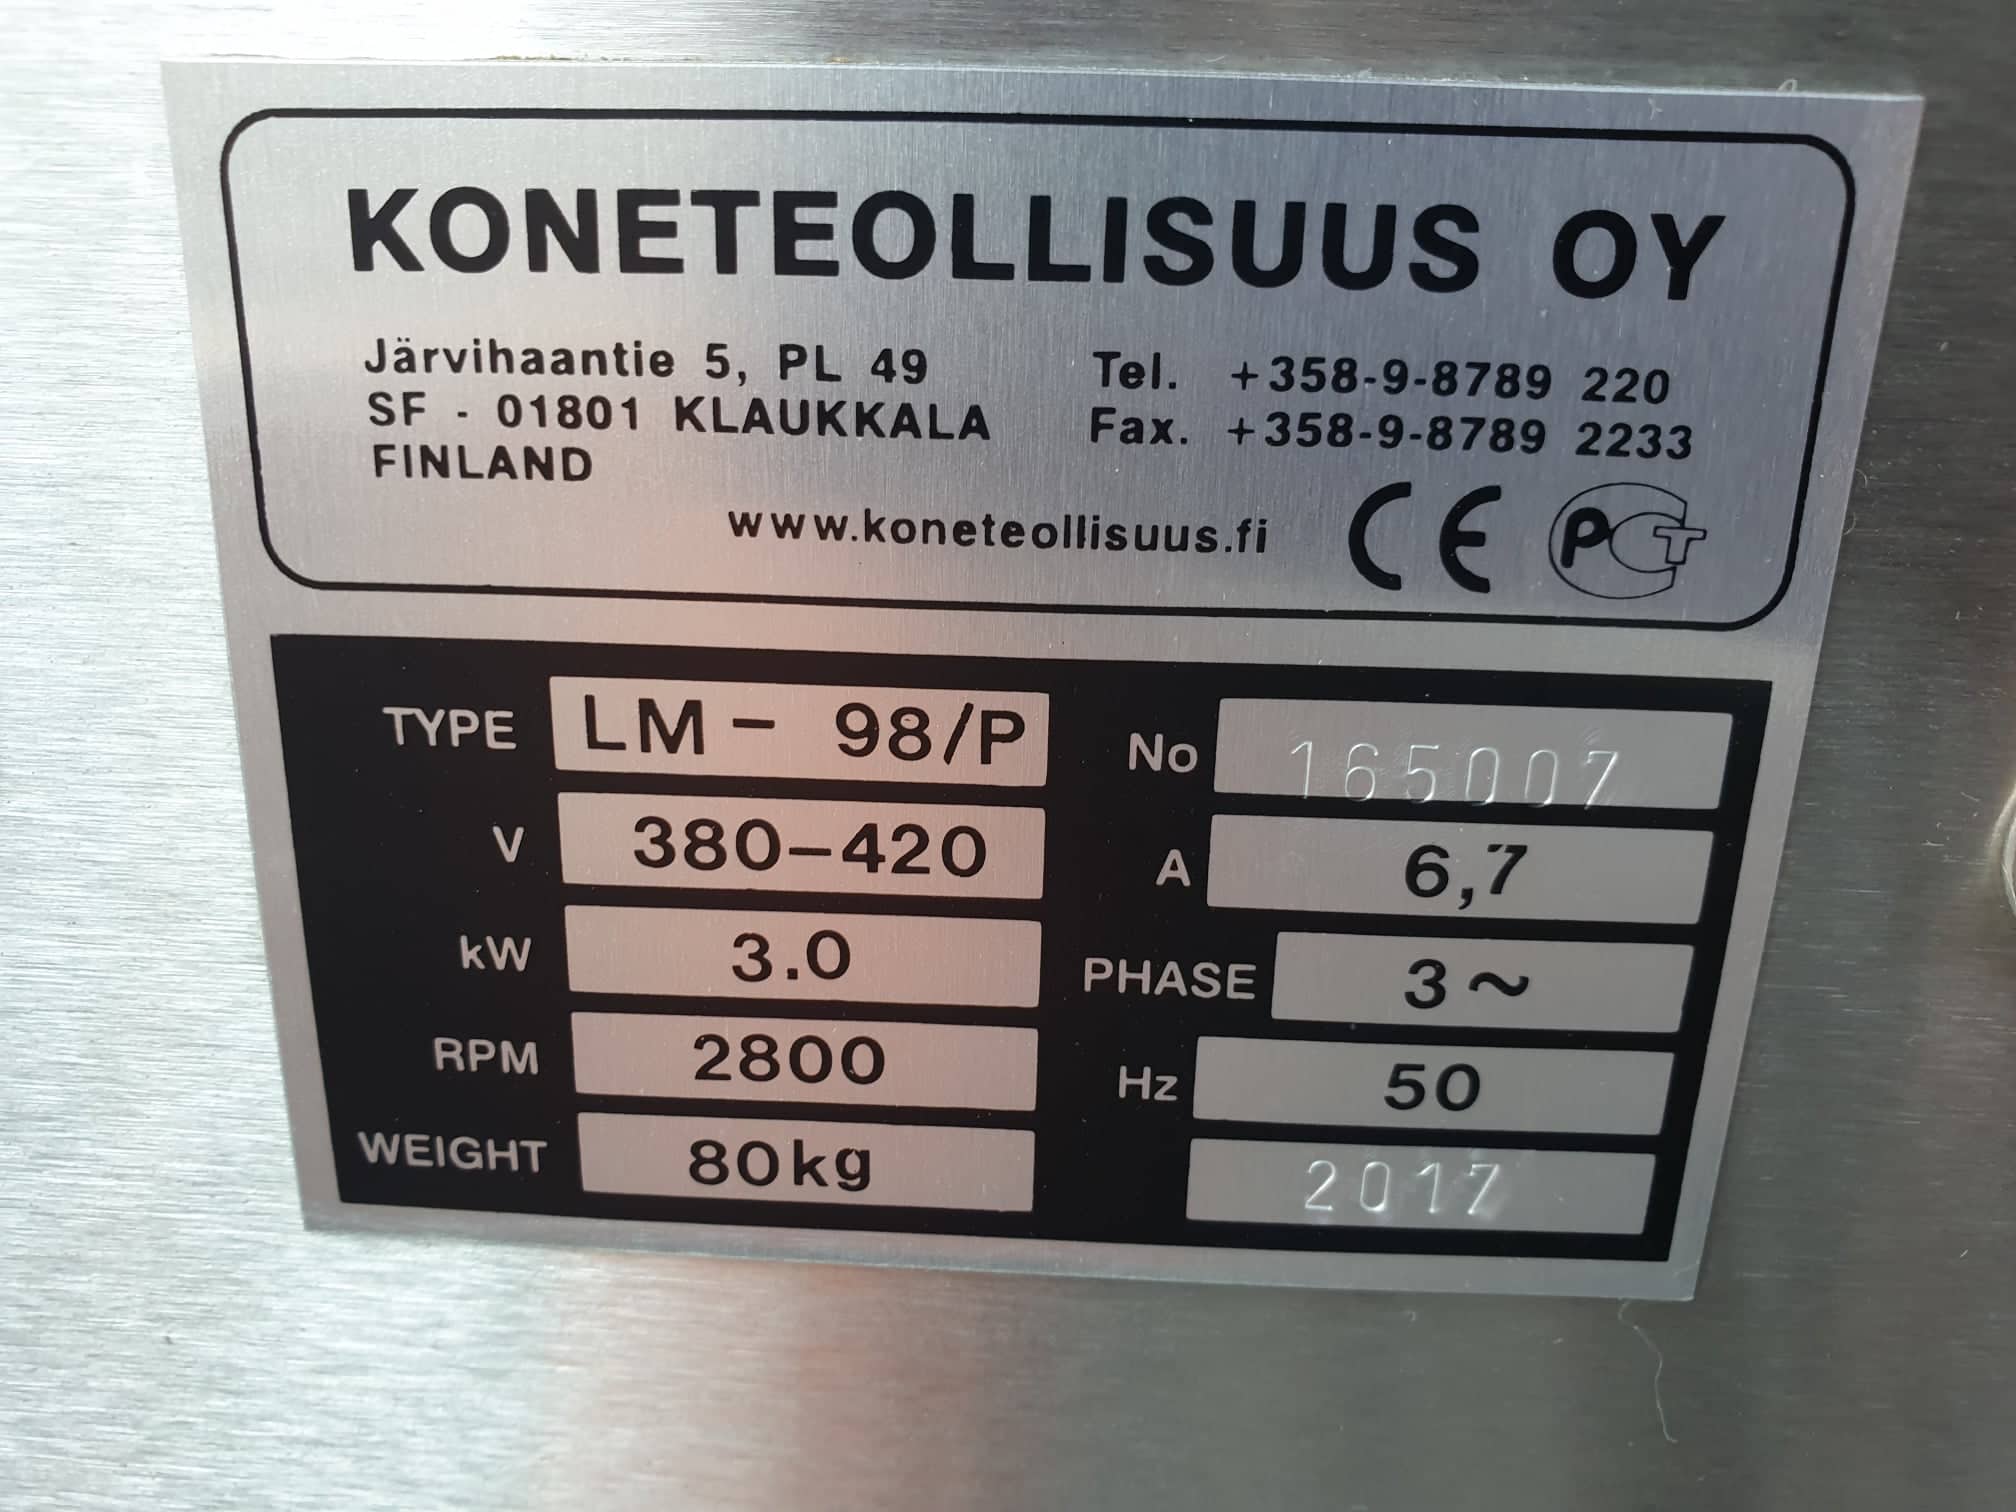 KONETEOLLISUUS OY
Järvihaantie 5, PL 49
SF - 01801 KLAUKKALA
FINLAND
Tel. +358-9-8789 220
Fax. +358-9-8789 2233
www.koneteollisuus.fi
CE PCT
TYPE LM - 98/P
No 165007
V 380-420
A 6,7
kW 3.0
PHASE 3~
RPM 2800
Hz 50
WEIGHT 80kg
2017